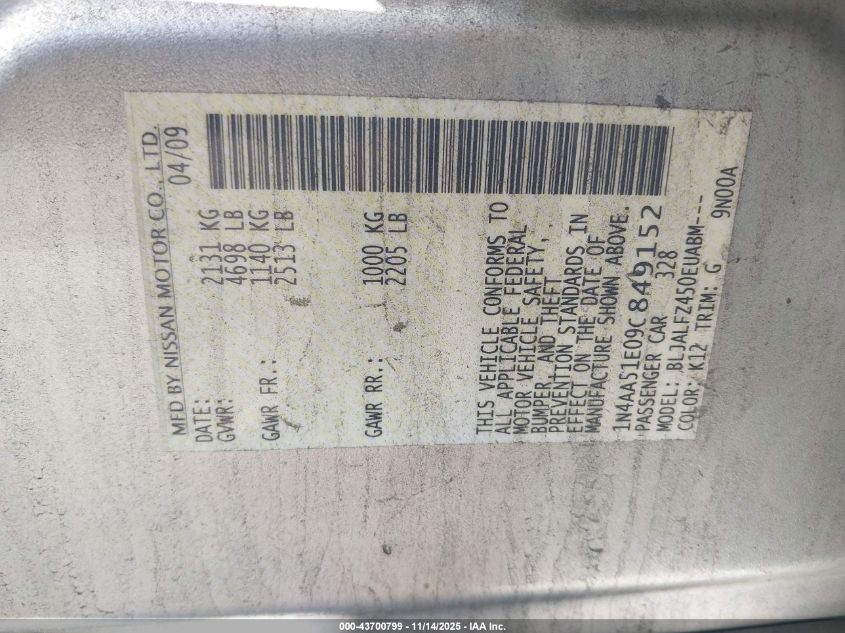 MFD BY NISSAN MOTOR CO., LTD.
DATE: 04/09
GVWR: 2131 KG
4698 LB
GAWR FR.: 1140 KG
2513 LB
GAWR RR.: 1000 KG
2205 LB
THIS VEHICLE CONFORMS TO
ALL APPLICABLE FEDERAL
MOTOR VEHICLE SAFETY,
BUMPER, AND THEFT
PREVENTION STANDARDS IN
EFFECT ON THE DATE OF
MANUFACTURE SHOWN ABOVE.
1N4AA51E09C849152
PASSENGER CAR 328
MODEL: BLJALFZ450EUABM---
COLOR: K12 TRIM: G 9N00A
000-43700799 - 11/14/2025 - IAA Inc.